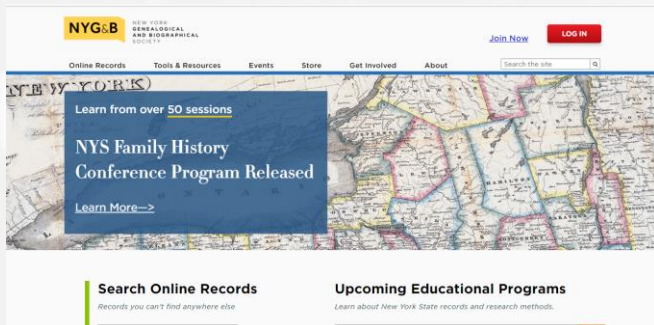 NYG&B
NEW YORK
GENEALOGICAL
AND BIOGRAPHICAL
SOCIETY
Join Now
LOG IN
Online Records Tools & Resources Events Store Get Involved About
Search the site
NEW YORK)
Learn from over 50 sessions
NYS Family History
Conference Program Released
Learn More—>
Search Online Records
Records you can't find anywhere else
Upcoming Educational Programs
Learn about New York State records and research methods.